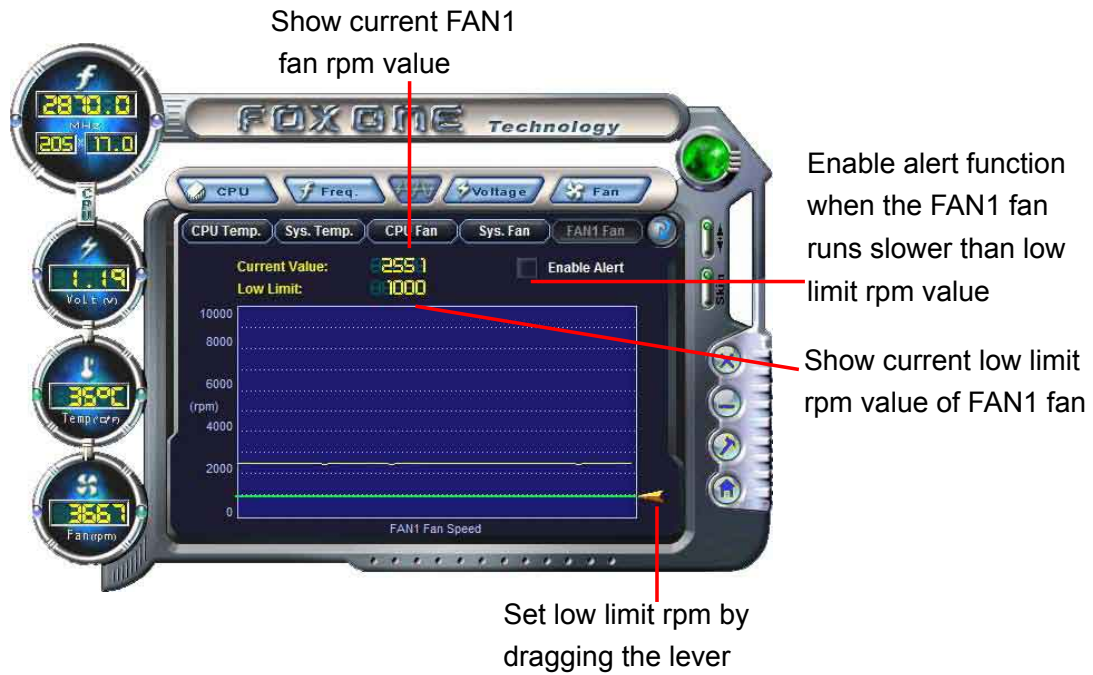 Show current FAN1
fan rpm value
f
2870.0
MHz
205 × 17.0
CPU
1.19
Volt (v)
36°C
Temp(°c/°f)
3667
Fan(rpm)
FOX ONE Technology
CPU
Freq.
Voltage
Fan
CPU Temp.
Sys. Temp.
CPU Fan
Sys. Fan
FAN1 Fan
Current Value: 2551
Enable Alert
Low Limit: 1000
10000
8000
6000
(rpm)
4000
2000
0
FAN1 Fan Speed
Skin
Enable alert function
when the FAN1 fan
runs slower than low
limit rpm value
Show current low limit
rpm value of FAN1 fan
Set low limit rpm by
dragging the lever